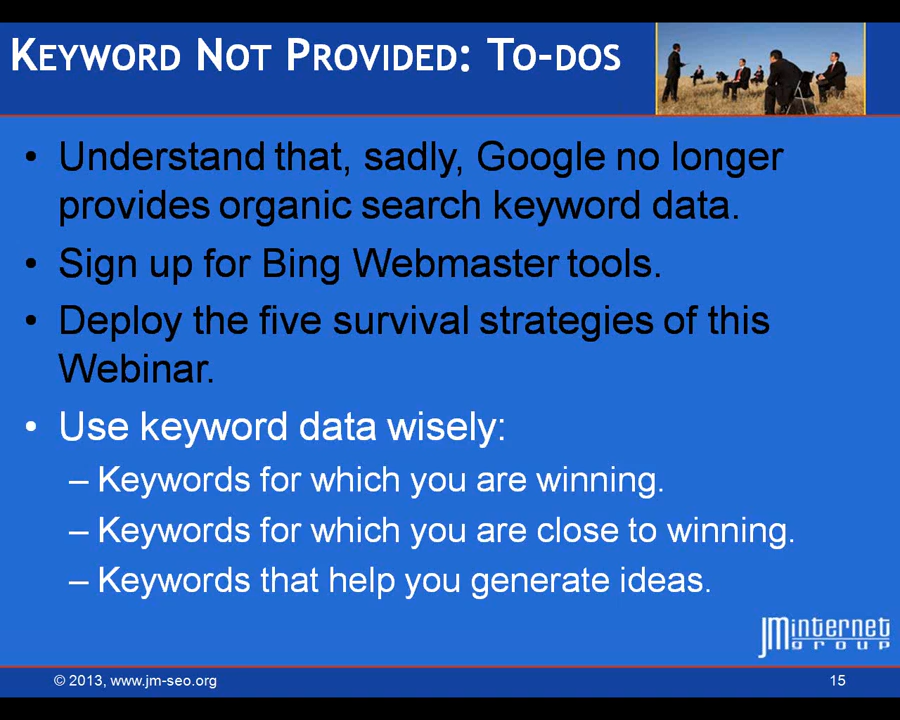 KEYWORD NOT PROVIDED: TO-DOS
• Understand that, sadly, Google no longer
provides organic search keyword data.
• Sign up for Bing Webmaster tools.
• Deploy the five survival strategies of this
Webinar.
• Use keyword data wisely:
– Keywords for which you are winning.
– Keywords for which you are close to winning.
– Keywords that help you generate ideas.
JMinternet
GROUP
© 2013, www.jm-seo.org
15